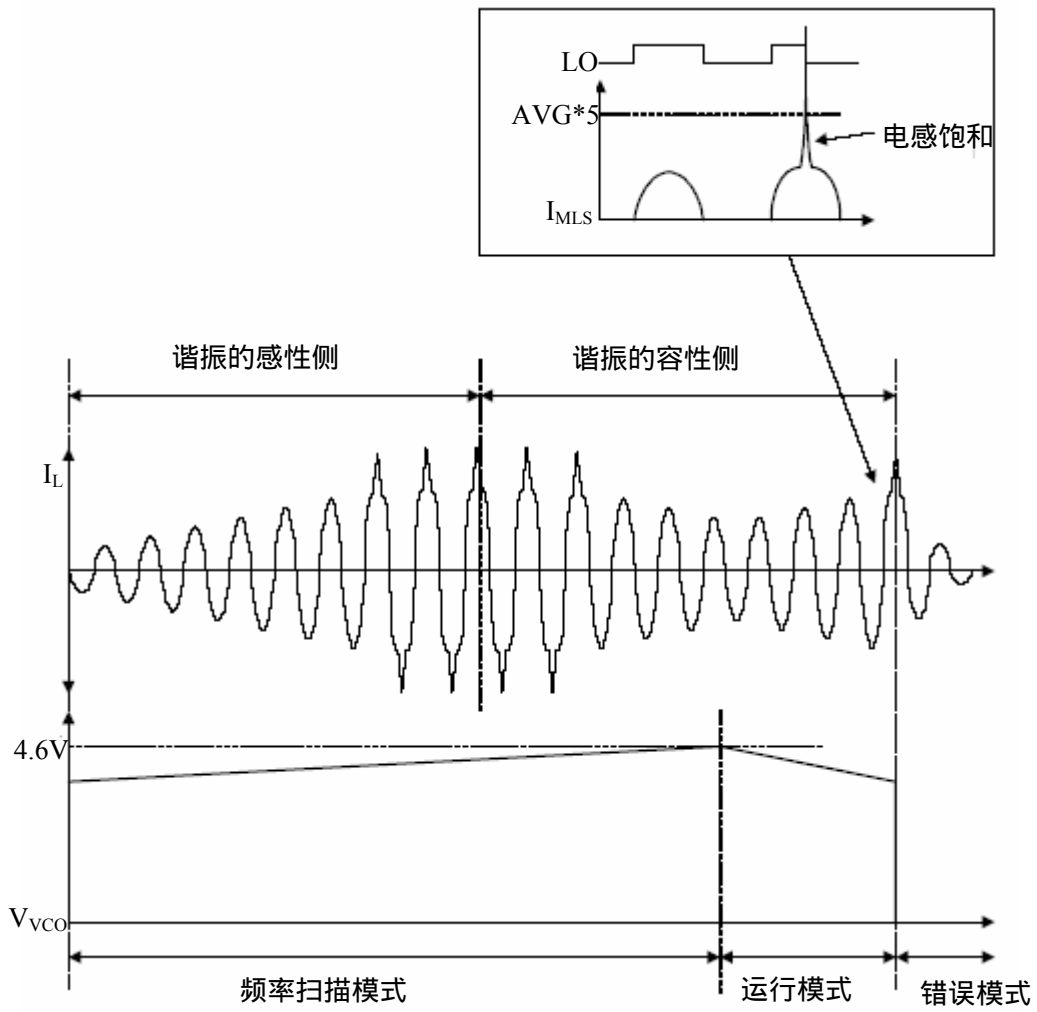 LO
AVG*5
电感饱和
I_MLS
谐振的感性侧
谐振的容性侧
I_L
4.6V
V_VCO
频率扫描模式
运行模式
错误模式